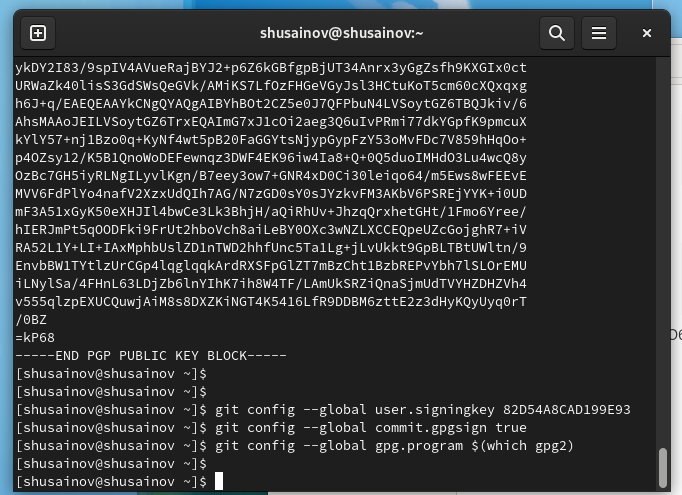 shusainov@shusainov:~
ykDY2I83/9spIV4AVueRajBYJ2+p6Z6kGBfgpBjUT34Anrx3yGgZsfh9KXGIx0ct
URWaZk40lisS3GdSWsQeGVk/AMiKS7LfOzFHGeVGyJsl3HCtuKoT5cm60cXQxqxg
h6J+q/EAEQEAAYkCNgQYAQgAIBYhBOt2CZ5e0J7QFPbuN4LVSoytGZ6TBQJkiv/6
AhsMAAoJEILVSoytGZ6TrxEQAImG7xJ1cOi2aeg3Q6uIvPRmi77dkYGpfK9pmcuX
kYlY57+nj1Bzo0q+KyNf4wt5pB20FaGGYtsNjypGypFzY53oMvFDc7V859hHqOo+
p4OZsy12/K5B1QnoWoDEFewnqz3DWF4EK96iw4Ia8+Q+0Q5duoIMHdO3Lu4wcQ8y
OzBc7GH5iyRLNgILyvlKgn/B7eey3ow7+GNR4xD0Ci30leiqo64/m5Ews8wFEEvE
MVV6FdPlYo4nafV2XzxUdQIh7AG/N7zGD0sY0sJYzkvFM3AKbV6PSREjYYK+i0UD
mF3A51xGyK50eXHJIl4bwCe3Lk3BhjH/aQiRhUv+JhzqQrxhetGHt/1Fmo6Yree/
hIERJmPt5qOODFki9FrUt2hboVch8aiLeBY0OXc3wNZLXCCEQpeUZcGojghR7+iV
RA52L1Y+LI+IAxMphbUslZD1nTWD2hhfUnc5Ta1Lg+jLvUkkt9GpBLTBtUWltn/9
EnvbBW1TYtlzUrCGp4lqglqqkArdRXSFpGlZT7mBzCht1BzbREPvYbh7lSLOrEMU
iLNylSa/4FHnL63LDjZb6lnYIhK7ih8W4TF/LAmUkSRZiQnaSjmUdTVYHZDHZVh4
v555qlzpEXUCQuwjAiM8s8DXZKiNGT4K5416LfR9DDBM6zttE2z3dHyKQyUyq0rT
/0BZ
=kP68
-----END PGP PUBLIC KEY BLOCK-----
[shusainov@shusainov ~]$
[shusainov@shusainov ~]$
[shusainov@shusainov ~]$ git config --global user.signingkey 82D54A8CAD199E93
[shusainov@shusainov ~]$ git config --global commit.gpgsign true
[shusainov@shusainov ~]$ git config --global gpg.program $(which gpg2)
[shusainov@shusainov ~]$
[shusainov@shusainov ~]$